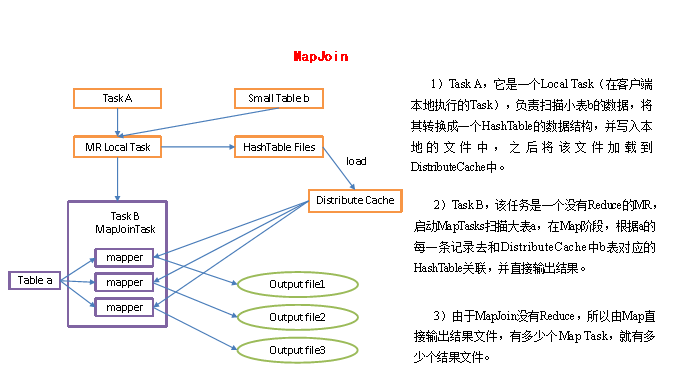 MapJoin
Task A
Small Table b
MR Local Task
HashTable Files
load
Distribute Cache
Task B
MapJoinTask
mapper
mapper
mapper
Table a
Output file1
Output file2
Output file3
1）Task A，它是一个Local Task（在客户端
本地执行的Task），负责扫描小表b的数据，将
其转换成一个HashTable的数据结构，并写入本
地的文件中，之后将该文件加载到
DistributeCache中。
2）Task B，该任务是一个没有Reduce的MR，
启动MapTasks扫描大表a，在Map阶段，根据a的
每一条记录去和DistributeCache中b表对应的
HashTable关联，并直接输出结果。
3）由于MapJoin没有Reduce，所以由Map直
接输出结果文件，有多少个Map Task，就有多
少个结果文件。